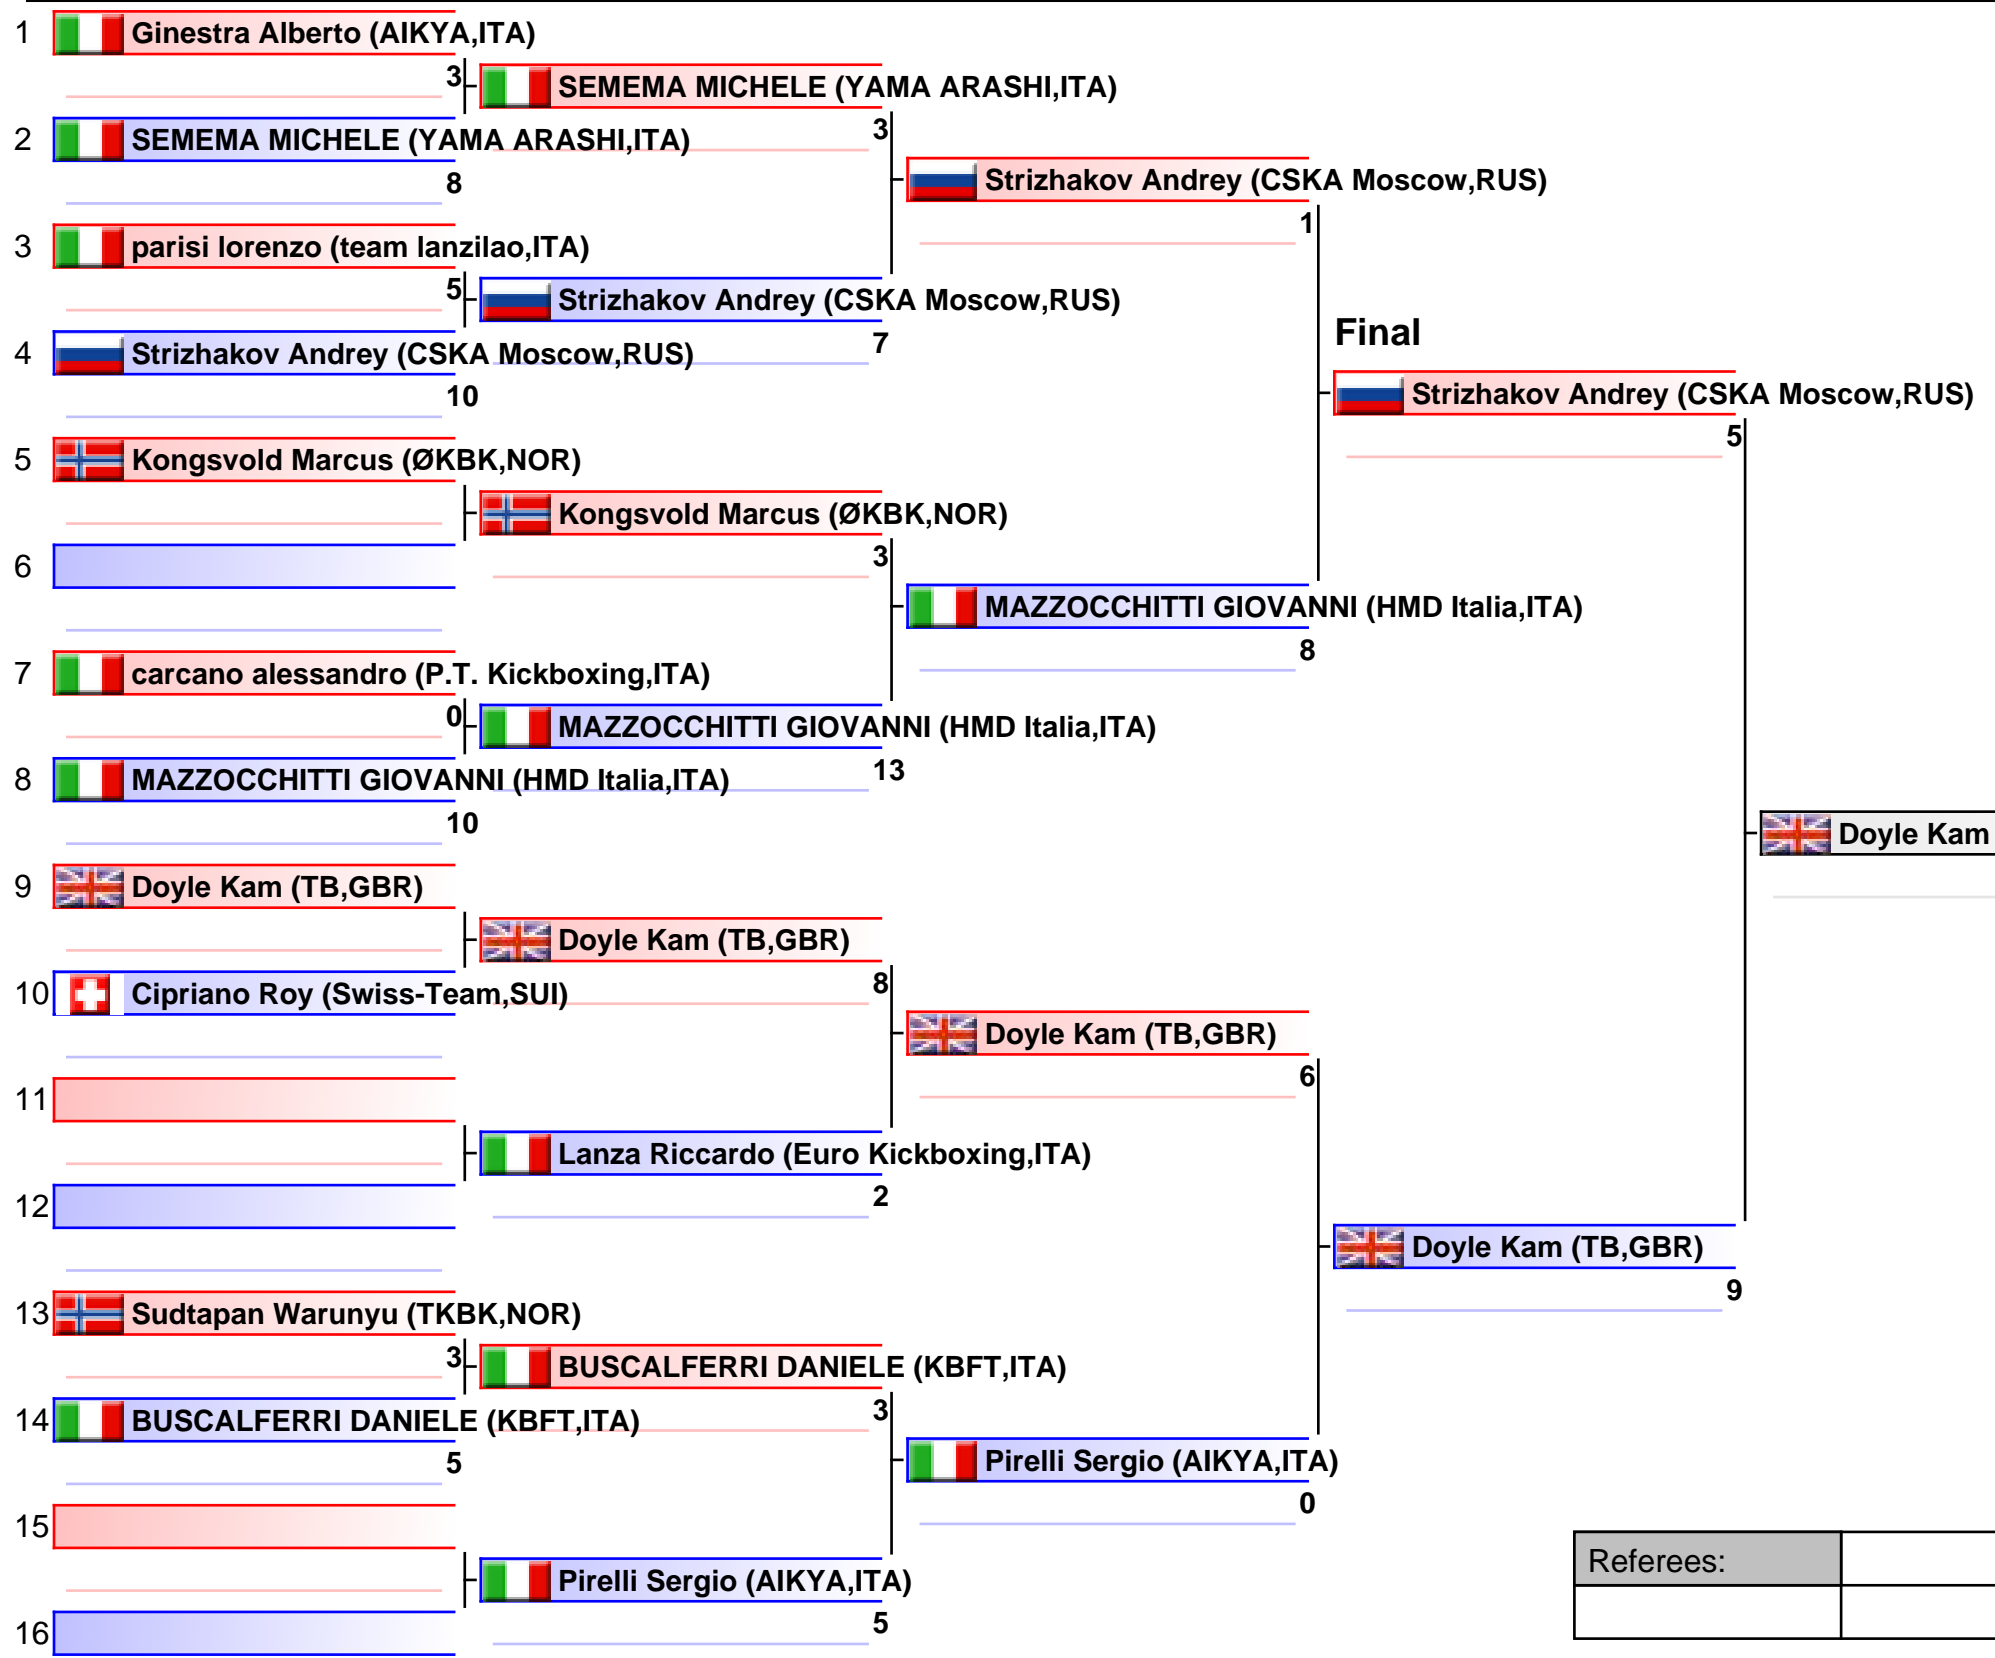 1 Ginestra Alberto (AIKYA,ITA)
3
SEMEMA MICHELE (YAMA ARASHI,ITA)
3
2 SEMEMA MICHELE (YAMA ARASHI,ITA)
8
Strizhakov Andrey (CSKA Moscow,RUS)
1
3 parisi lorenzo (team lanzilao,ITA)
5
Strizhakov Andrey (CSKA Moscow,RUS)
7
Final
4 Strizhakov Andrey (CSKA Moscow,RUS)
10
Strizhakov Andrey (CSKA Moscow,RUS)
5
5 Kongsvold Marcus (ØKBK,NOR)
Kongsvold Marcus (ØKBK,NOR)
3
6
MAZZOCCHITTI GIOVANNI (HMD Italia,ITA)
8
7 carcano alessandro (P.T. Kickboxing,ITA)
0
MAZZOCCHITTI GIOVANNI (HMD Italia,ITA)
13
8 MAZZOCCHITTI GIOVANNI (HMD Italia,ITA)
10
Doyle Kam
9 Doyle Kam (TB,GBR)
Doyle Kam (TB,GBR)
8
10 Cipriano Roy (Swiss-Team,SUI)
Doyle Kam (TB,GBR)
6
11
Lanza Riccardo (Euro Kickboxing,ITA)
2
12
Doyle Kam (TB,GBR)
9
13 Sudtapan Warunyu (TKBK,NOR)
3
BUSCALFERRI DANIELE (KBFT,ITA)
3
14 BUSCALFERRI DANIELE (KBFT,ITA)
5
Pirelli Sergio (AIKYA,ITA)
0
15
Pirelli Sergio (AIKYA,ITA)
5
16
Referees: